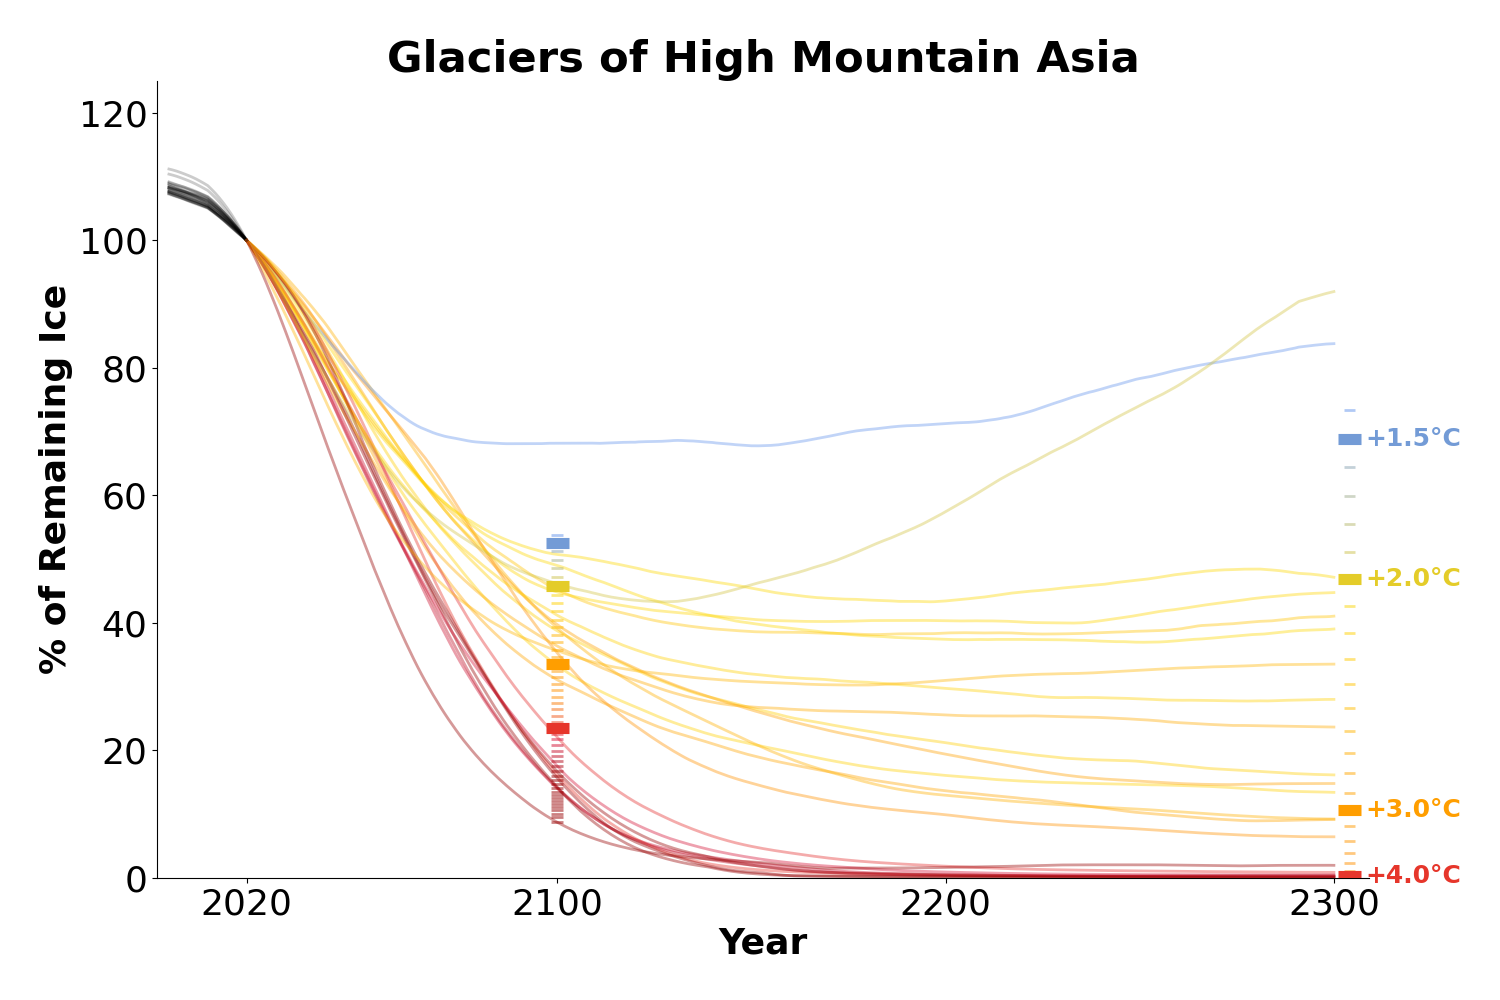 Glaciers of High Mountain Asia
% of Remaining Ice
120
100
80
60
40
20
0
+1.5°C
+2.0°C
+3.0°C
+4.0°C
2020
2100
2200
2300
Year